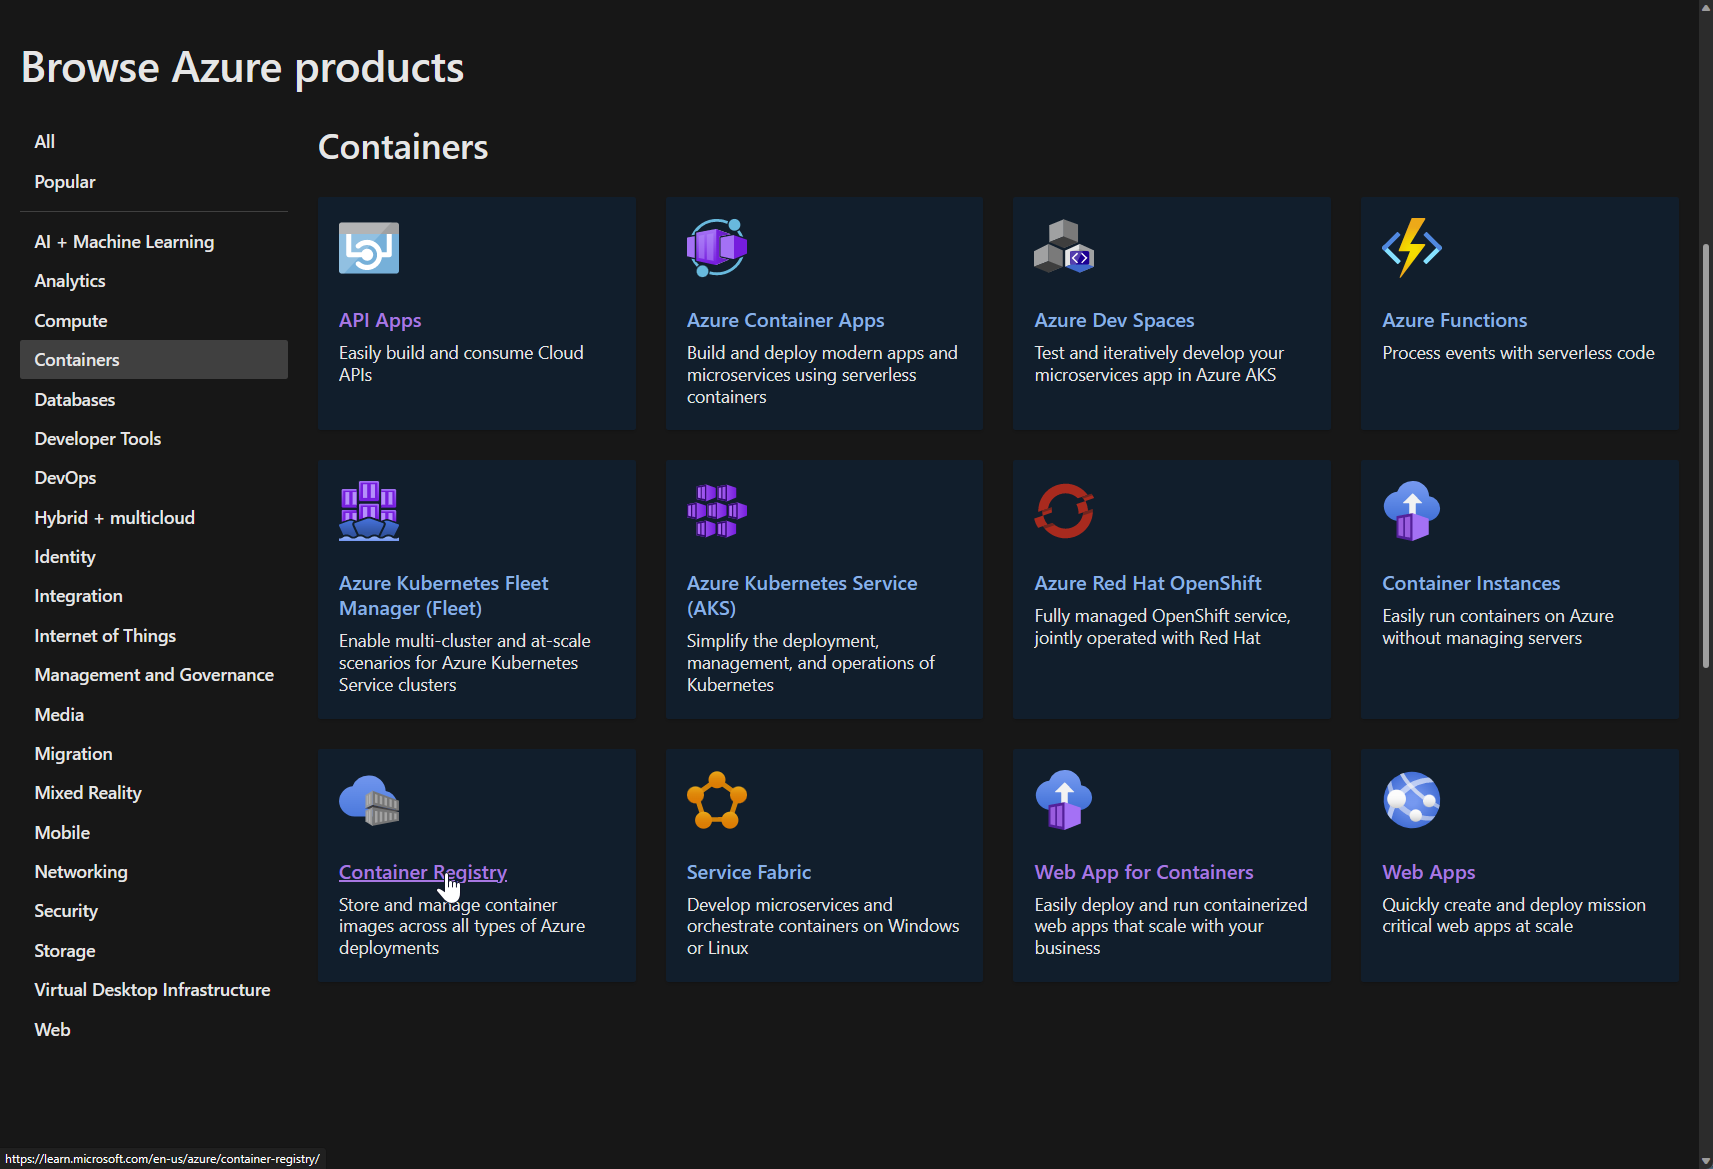 Browse Azure products
All
Popular
AI + Machine Learning
Analytics
Compute
Containers
Databases
Developer Tools
DevOps
Hybrid + multicloud
Identity
Integration
Internet of Things
Management and Governance
Media
Migration
Mixed Reality
Mobile
Networking
Security
Storage
Virtual Desktop Infrastructure
Web
Containers
API Apps
Easily build and consume Cloud
APIs
Azure Container Apps
Build and deploy modern apps and
microservices using serverless
containers
Azure Dev Spaces
Test and iteratively develop your
microservices app in Azure AKS
Azure Functions
Process events with serverless code
Azure Kubernetes Fleet
Manager (Fleet)
Enable multi-cluster and at-scale
scenarios for Azure Kubernetes
Service clusters
Azure Kubernetes Service
(AKS)
Simplify the deployment,
management, and operations of
Kubernetes
Azure Red Hat OpenShift
Fully managed OpenShift service,
jointly operated with Red Hat
Container Instances
Easily run containers on Azure
without managing servers
Container Registry
Store and manage container
images across all types of Azure
deployments
Service Fabric
Develop microservices and
orchestrate containers on Windows
or Linux
Web App for Containers
Easily deploy and run containerized
web apps that scale with your
business
Web Apps
Quickly create and deploy mission
critical web apps at scale
https://learn.microsoft.com/en-us/azure/container-registry/